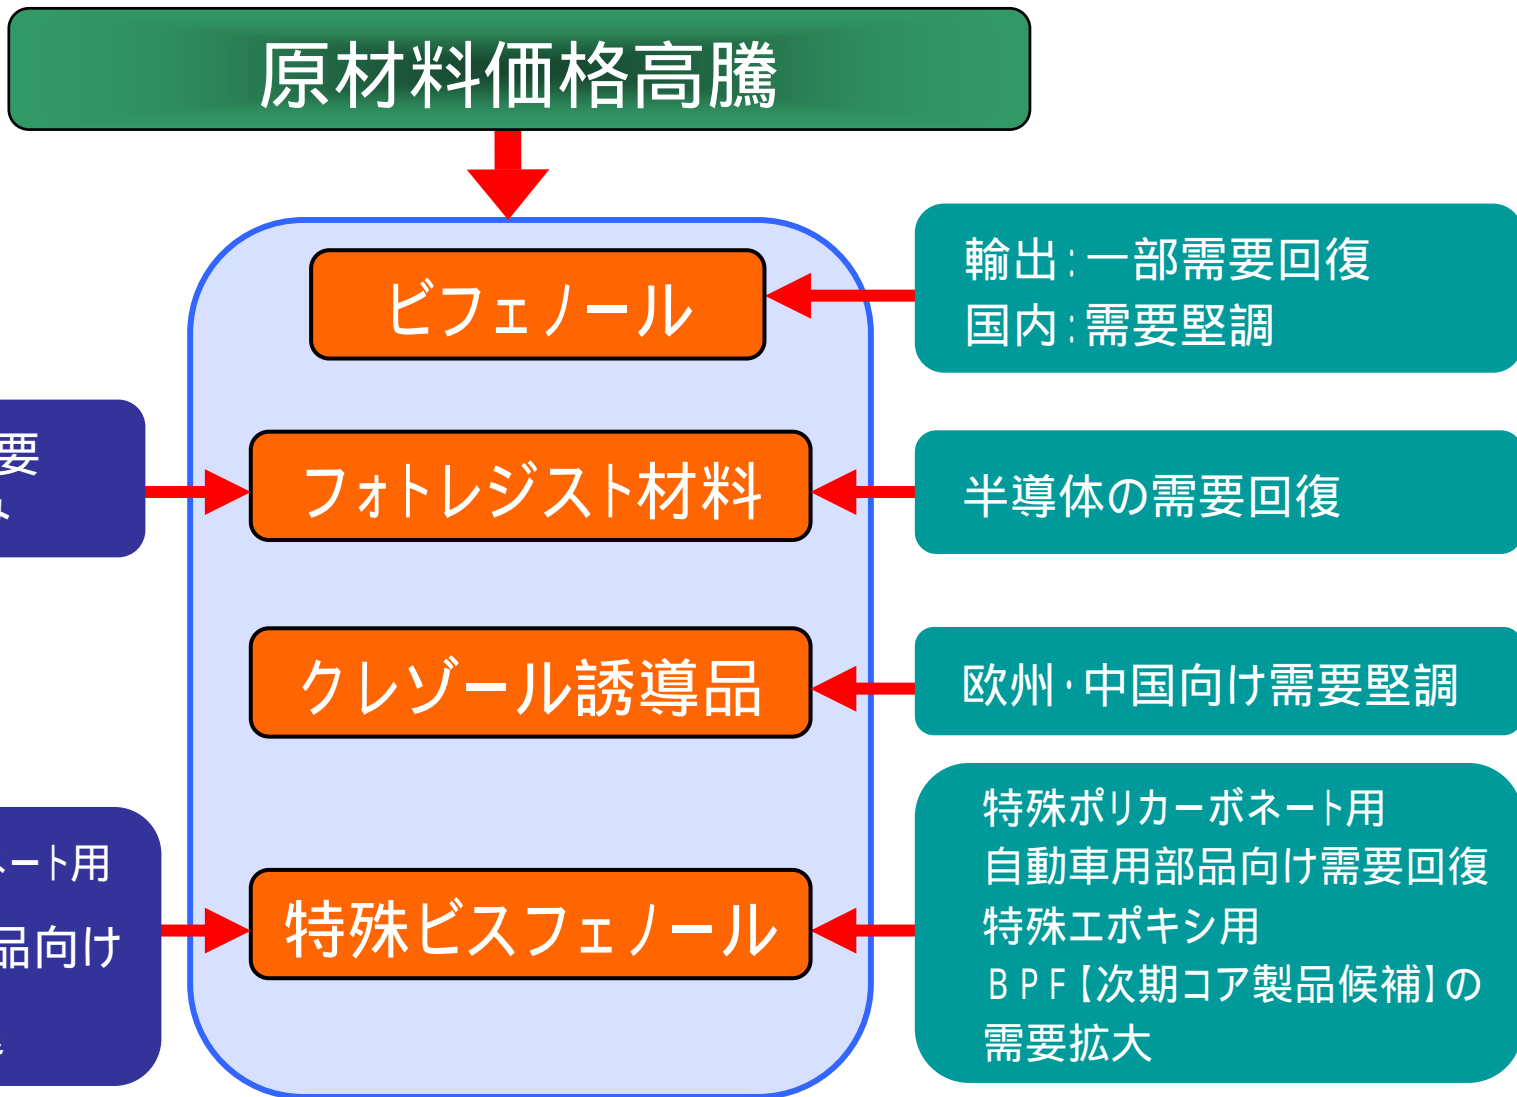 原材料価格高騰
ビフェノール
輸出:一部需要回復
国内:需要堅調
要
フォトレジスト材料
半導体の需要回復
クレゾール誘導品
欧州・中国向け需要堅調
ート用
品向け
特殊ビスフェノール
特殊ポリカーボネート用
自動車用部品向け需要回復
特殊エポキシ用
BPF【次期コア製品候補】の
需要拡大